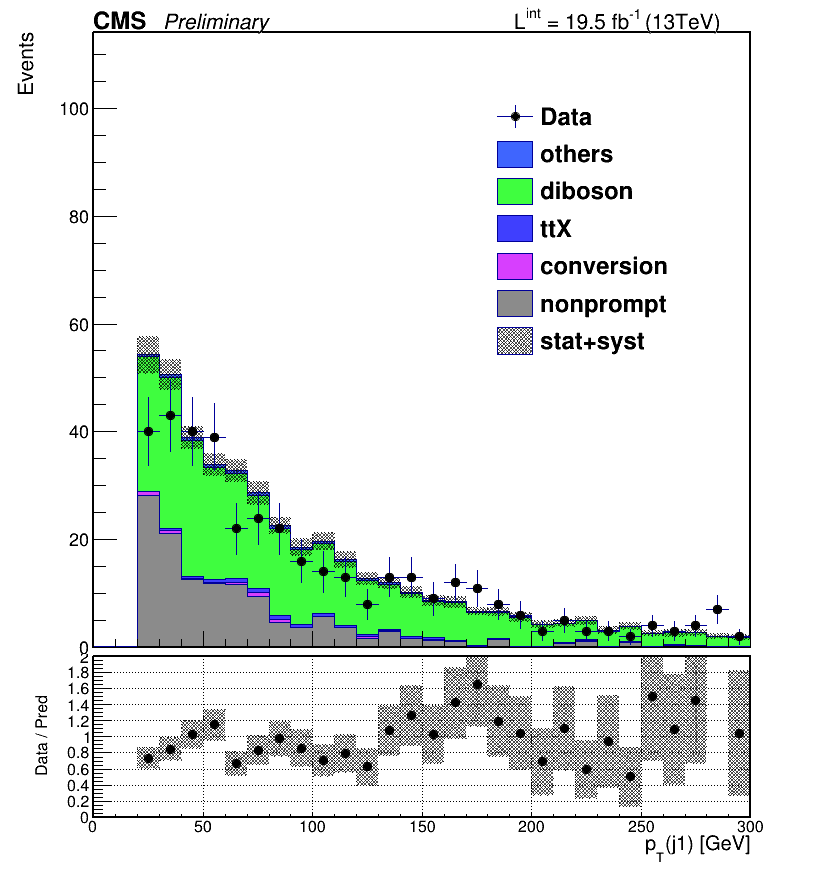 CMS Preliminary L^int = 19.5 fb^-1 (13TeV)
Events
100
80
60
40
20
0
Data
others
diboson
ttX
conversion
nonprompt
stat+syst
Data / Pred
2
1.8
1.6
1.4
1.2
1
0.8
0.6
0.4
0.2
0
0 50 100 150 200 250 300
p_T(j1) [GeV]